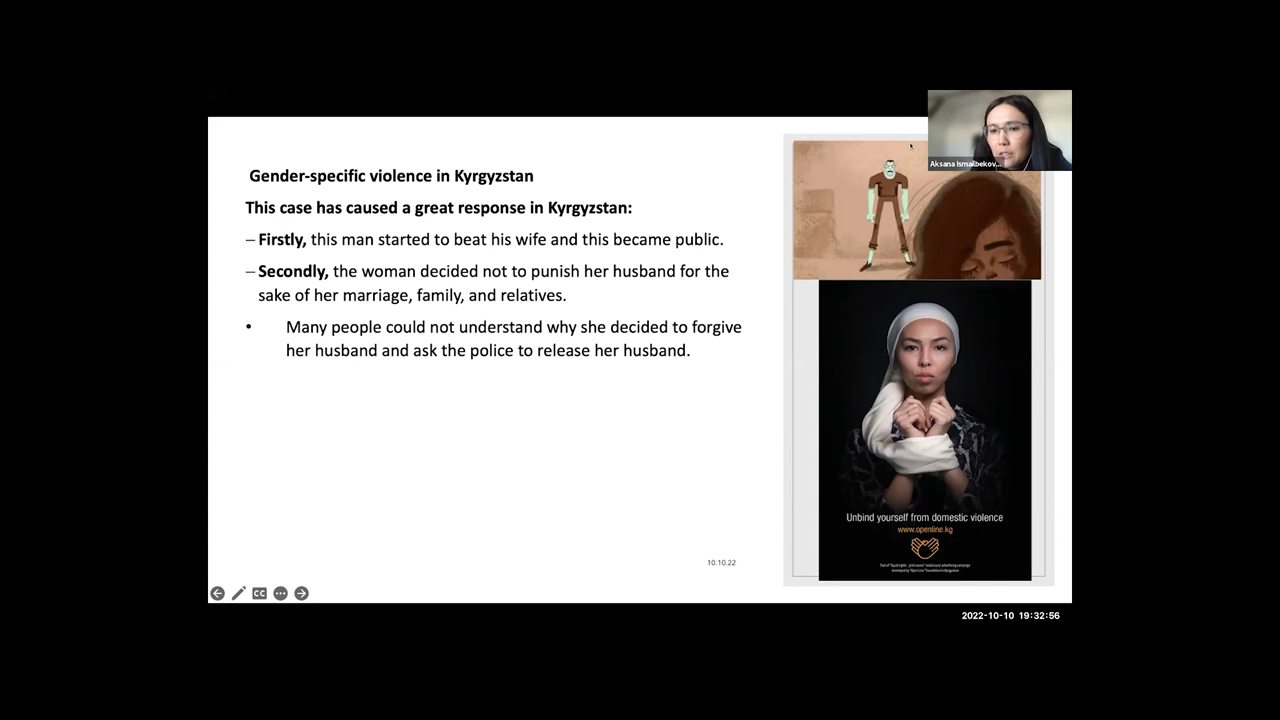 Gender-specific violence in Kyrgyzstan
This case has caused a great response in Kyrgyzstan:
– Firstly, this man started to beat his wife and this became public.
– Secondly, the woman decided not to punish her husband for the
sake of her marriage, family, and relatives.
• Many people could not understand why she decided to forgive
her husband and ask the police to release her husband.
10.10.22
Aksana Ismailbekov...
Unbind yourself from domestic violence
www.openline.kg
CC
2022-10-10 19:32:56